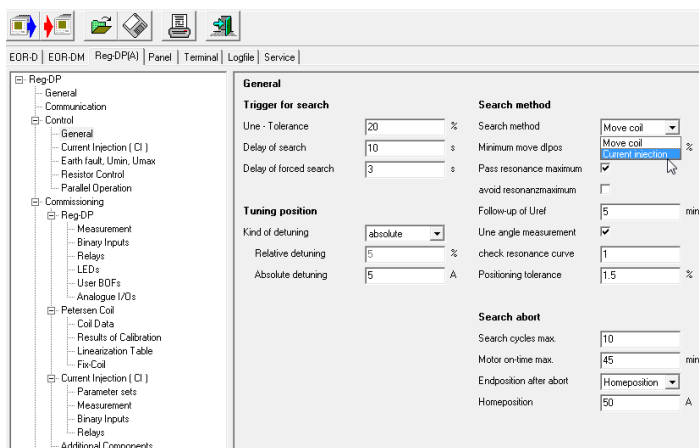 EOR-D EOR-DM Reg-DP(A) Panel Terminal Logfile Service
Reg-DP
General
Communication
Control
General
Current Injection ( CI )
Earth fault, Umin, Umax
Resistor Control
Parallel Operation
Commissioning
Reg-DP
Measurement
Binary Inputs
Relays
LEDs
User BOFs
Analogue I/Os
Petersen Coil
Coil Data
Results of Calibration
Linearization Table
Fix-Coil
Current Injection ( CI )
Parameter sets
Measurement
Binary Inputs
Relays
Additional Components
General
Trigger for search
Une - Tolerance 20 %
Delay of search 10 s
Delay of forced search 3 s
Tuning position
Kind of detuning absolute
Relative detuning 5 %
Absolute detuning 5 A
Search method
Search method Move coil
Move coil
Current injection
Minimum move dIpos %
Pass resonance maximum
avoid resonanzmaximum
Follow-up of Uref 5 min
Une angle measurement
check resonance curve 1
Positioning tolerance 1.5 %
Search abort
Search cycles max. 10
Motor on-time max. 45 min
Endposition after abort Homeposition
Homeposition 50 A